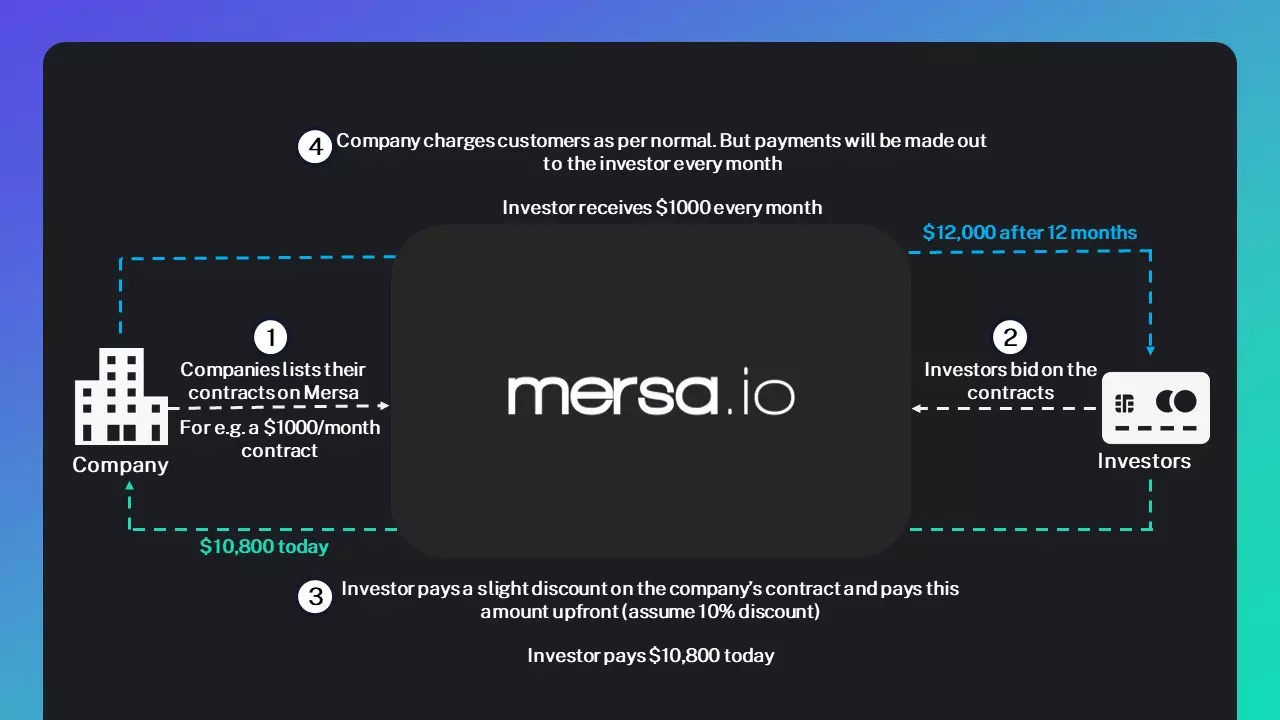 4
Company charges customers as per normal. But payments will be made out
to the investor every month
Investor receives $1000 every month
$12,000 after 12 months
1
Companies lists their
contracts on Mersa
For e.g. a $1000/month
contract
Company
mersa.io
2
Investors bid on the
contracts
Investors
$10,800 today
3
Investor pays a slight discount on the company's contract and pays this
amount upfront (assume 10% discount)
Investor pays $10,800 today